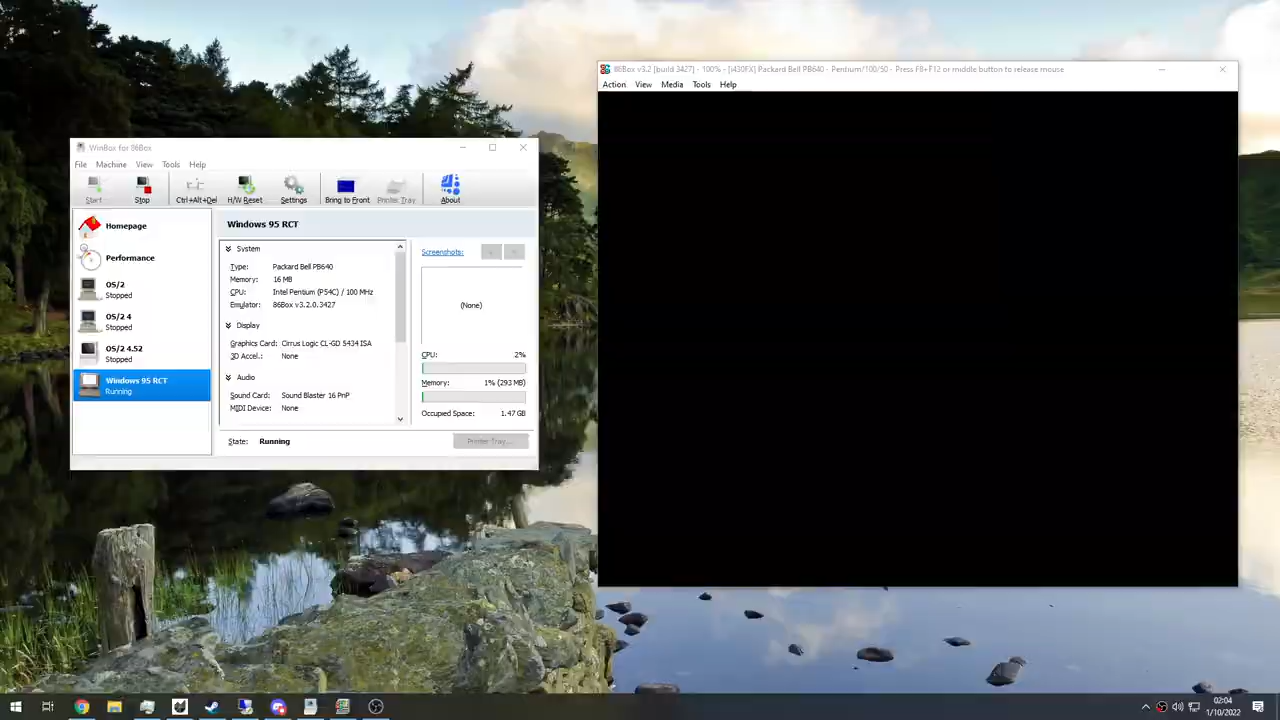 WinBox for 86Box
File Machine View Tools Help
Start Stop Ctrl+Alt+Del H/W Reset Settings Bring to Front Printer Tray About
Homepage
Performance
OS/2
Stopped
OS/2 4
Stopped
OS/2 4.52
Stopped
Windows 95 RCT
Running
Windows 95 RCT
System
Type: Packard Bell PB640
Memory: 16 MB
CPU: Intel Pentium (P54C) / 100 MHz
Emulator: 86Box v3.2.0.3427
Display
Graphics Card: Cirrus Logic CL-GD 5434 ISA
3D Accel.: None
Audio
Sound Card: Sound Blaster 16 PnP
MIDI Device: None
Screenshots:
(None)
CPU: 2%
Memory: 1% (293 MB)
Occupied Space: 1.47 GB
State: Running
Printer Tray...
86Box v3.2 [build 3427] - 100% - [i430FX] Packard Bell PB640 - Pentium/100/50 - Press F8+F12 or middle button to release mouse
Action View Media Tools Help
02:04
1/10/2022